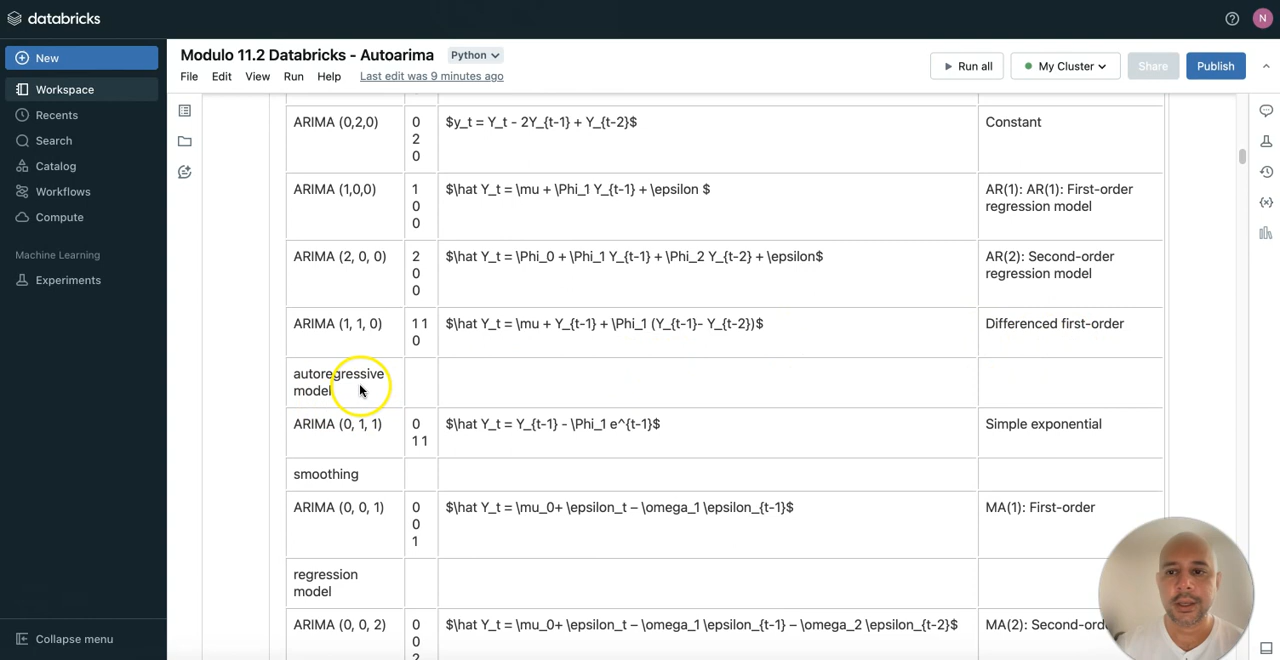 databricks
N
New
Workspace
Recents
Search
Catalog
Workflows
Compute
Machine Learning
Experiments
Collapse menu
Modulo 11.2 Databricks - Autoarima
Python
File Edit View Run Help Last edit was 9 minutes ago
Run all
My Cluster
Share
Publish
ARIMA (0,2,0)
0
2
0
$y_t = Y_t - 2Y_{t-1} + Y_{t-2}$
Constant
ARIMA (1,0,0)
1
0
0
$\hat Y_t = \mu + \Phi_1 Y_{t-1} + \epsilon $
AR(1): AR(1): First-order
regression model
ARIMA (2, 0, 0)
2
0
0
$\hat Y_t = \Phi_0 + \Phi_1 Y_{t-1} + \Phi_2 Y_{t-2} + \epsilon$
AR(2): Second-order
regression model
ARIMA (1, 1, 0)
1 1
0
$\hat Y_t = \mu + Y_{t-1} + \Phi_1 (Y_{t-1}- Y_{t-2})$
Differenced first-order
autoregressive
model
ARIMA (0, 1, 1)
0
1 1
$\hat Y_t = Y_{t-1} - \Phi_1 e^{t-1}$
Simple exponential
smoothing
ARIMA (0, 0, 1)
0
0
1
$\hat Y_t = \mu_0+ \epsilon_t – \omega_1 \epsilon_{t-1}$
MA(1): First-order
regression
model
ARIMA (0, 0, 2)
0
0
2
$\hat Y_t = \mu_0+ \epsilon_t – \omega_1 \epsilon_{t-1} – \omega_2 \epsilon_{t-2}$
MA(2): Second-ord